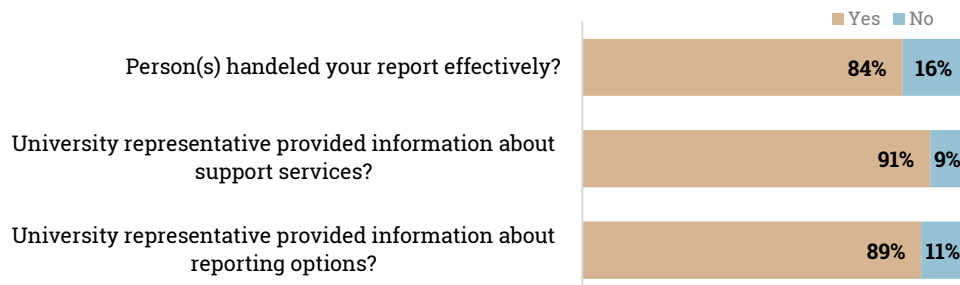 Yes No
Person(s) handeled your report effectively?
84% 16%
University representative provided information about
support services?
91% 9%
University representative provided information about
reporting options?
89% 11%